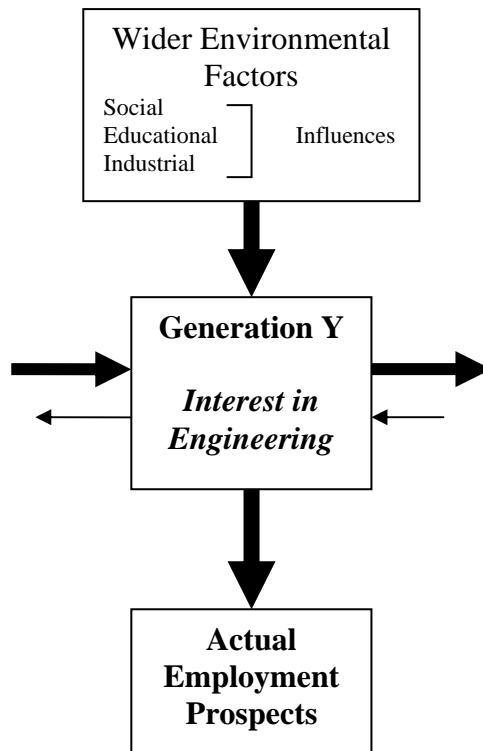 Wider Environmental
Factors
Social
Educational Influences
Industrial
Generation Y
Interest in
Engineering
Actual
Employment
Prospects